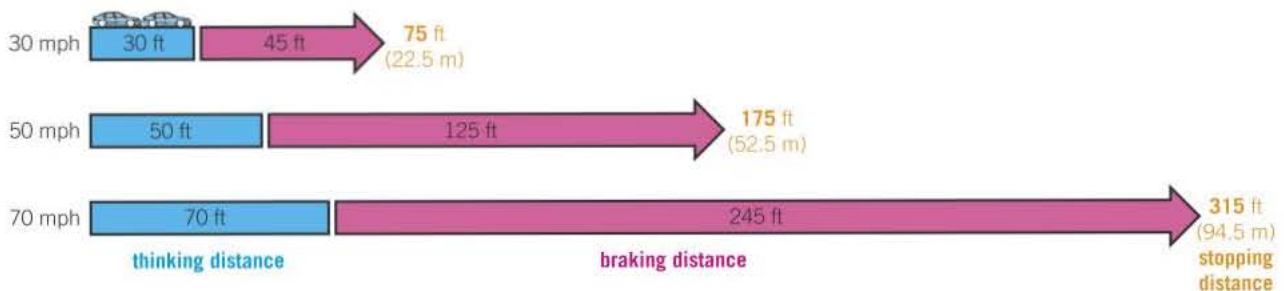 30 mph
30 ft
45 ft
75 ft
(22.5 m)
50 mph
50 ft
125 ft
175 ft
(52.5 m)
70 mph
70 ft
245 ft
315 ft
(94.5 m)
thinking distance
braking distance
stopping
distance